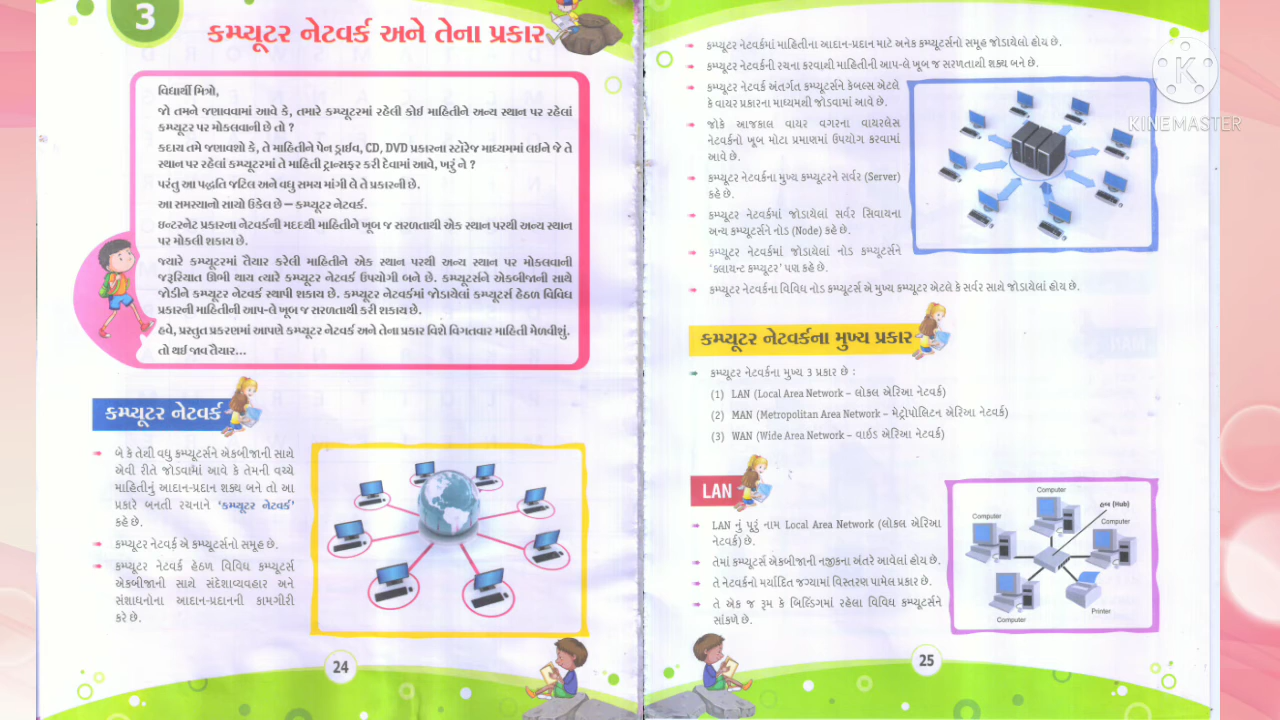 3
કમ્પ્યૂટર નેટવર્ક અને તેના પ્રકાર
વિદ્યાર્થી મિત્રો,
જો તમને જણાવવામાં આવે કે, તમારે કમ્પ્યૂટરમાં રહેલી કોઈ માહિતીને અન્ય સ્થાન પર રહેલાં
કમ્પ્યૂટર પર મોકલવાની છે તો ?
કદાચ તમે જણાવશો કે, તે માહિતીને પેન ડ્રાઈવ, CD, DVD પ્રકારના સ્ટોરેજ માધ્યમમાં લઈને જે તે
સ્થાન પર રહેલાં કમ્પ્યૂટરમાં તે માહિતી ટ્રાન્સફર કરી દેવામાં આવે, ખરું ને ?
પરંતુ આ પદ્ધતિ જટિલ અને વધુ સમય માંગી લે તે પ્રકારની છે.
આ સમસ્યાનો સાચો ઉકેલ છે – કમ્પ્યૂટર નેટવર્ક.
ઇન્ટરનેટ પ્રકારના નેટવર્કની મદદથી માહિતીને ખૂબ જ સરળતાથી એક સ્થાન પરથી અન્ય સ્થાન
પર મોકલી શકાય છે.
જ્યારે કમ્પ્યૂટરમાં તૈયાર કરેલી માહિતીને એક સ્થાન પરથી અન્ય સ્થાન પર મોકલવાની
જરૂરિયાત ઊભી થાય ત્યારે કમ્પ્યૂટર નેટવર્ક ઉપયોગી બને છે. કમ્પ્યૂટર્સને એકબીજાની સાથે
જોડીને કમ્પ્યૂટર નેટવર્ક સ્થાપી શકાય છે. કમ્પ્યૂટર નેટવર્કમાં જોડાયેલાં કમ્પ્યૂટર્સ હેઠળ વિવિધ
પ્રકારની માહિતીની આપ-લે ખૂબ જ સરળતાથી કરી શકાય છે.
હવે, પ્રસ્તુત પ્રકરણમાં આપણે કમ્પ્યૂટર નેટવર્ક અને તેના પ્રકાર વિશે વિગતવાર માહિતી મેળવીશું.
તો થઈ જાવ તૈયાર...
કમ્પ્યૂટર નેટવર્ક
બે કે તેથી વધુ કમ્પ્યૂટર્સને એકબીજાની સાથે
એવી રીતે જોડવામાં આવે કે તેમની વચ્ચે
માહિતીનું આદાન-પ્રદાન શક્ય બને તો આ
પ્રકારે બનતી રચનાને 'કમ્પ્યૂટર નેટવર્ક'
કહે છે.
કમ્પ્યૂટર નેટવર્ક એ કમ્પ્યૂટર્સનો સમૂહ છે.
કમ્પ્યૂટર નેટવર્ક હેઠળ વિવિધ કમ્પ્યૂટર્સ
એકબીજાની સાથે સંદેશાવ્યવહાર અને
સંશાધનોના આદાન-પ્રદાનની કામગીરી
કરે છે.
24
કમ્પ્યૂટર નેટવર્કમાં માહિતીના આદાન-પ્રદાન માટે અનેક કમ્પ્યૂટર્સનો સમૂહ જોડાયેલો હોય છે.
કમ્પ્યૂટર નેટવર્કની રચના કરવાથી માહિતીની આપ-લે ખૂબ જ સરળતાથી શક્ય બને છે.
કમ્પ્યૂટર નેટવર્ક અંતર્ગત કમ્પ્યૂટર્સને કેબલ્સ એટલે
કે વાયર પ્રકારના માધ્યમથી જોડવામાં આવે છે.
જોકે આજકાલ વાયર વગરના વાયરલેસ
નેટવર્કનો ખૂબ મોટા પ્રમાણમાં ઉપયોગ કરવામાં
આવે છે.
કમ્પ્યૂટર નેટવર્કના મુખ્ય કમ્પ્યૂટરને સર્વર (Server)
કહે છે.
કમ્પ્યૂટર નેટવર્કમાં જોડાયેલાં સર્વર સિવાયના
અન્ય કમ્પ્યૂટર્સને નોડ (Node) કહે છે.
કમ્પ્યૂટર નેટવર્કમાં જોડાયેલાં નોડ કમ્પ્યૂટર્સને
'ક્લાયન્ટ કમ્પ્યૂટર' પણ કહે છે.
કમ્પ્યૂટર નેટવર્કના વિવિધ નોડ કમ્પ્યૂટર્સ એ મુખ્ય કમ્પ્યૂટર એટલે કે સર્વર સાથે જોડાયેલાં હોય છે.
કમ્પ્યૂટર નેટવર્કના મુખ્ય પ્રકાર
કમ્પ્યૂટર નેટવર્કના મુખ્ય 3 પ્રકાર છે :
(1) LAN (Local Area Network – લોકલ એરિઆ નેટવર્ક)
(2) MAN (Metropolitan Area Network – મેટ્રોપોલિટન એરિઆ નેટવર્ક)
(3) WAN (Wide Area Network – વાઇડ એરિઆ નેટવર્ક)
LAN
LAN નું પૂરું નામ Local Area Network (લોકલ એરિઆ
નેટવર્ક) છે.
તેમાં કમ્પ્યૂટર્સ એકબીજાની નજીકના અંતરે આવેલાં હોય છે.
તે નેટવર્કનો મર્યાદિત જગ્યામાં વિસ્તરણ પામેલ પ્રકાર છે.
તે એક જ રૂમ કે બિલ્ડિંગમાં રહેલા વિવિધ કમ્પ્યૂટર્સને
સાંકળે છે.
Computer
હબ (Hub)
Computer
Computer
Printer
Computer
25
K
KINEMASTER